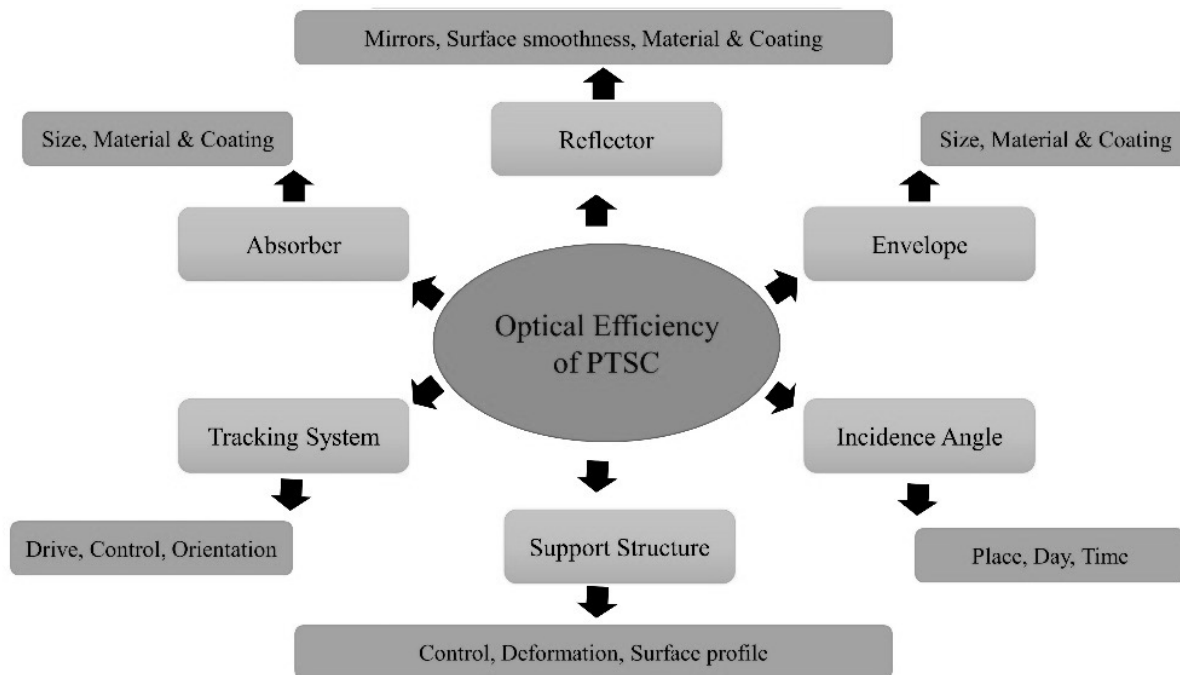 Mirrors, Surface smoothness, Material & Coating
Size, Material & Coating
Reflector
Size, Material & Coating
Absorber
Envelope
Optical Efficiency
of PTSC
Tracking System
Incidence Angle
Drive, Control, Orientation
Support Structure
Place, Day, Time
Control, Deformation, Surface profile